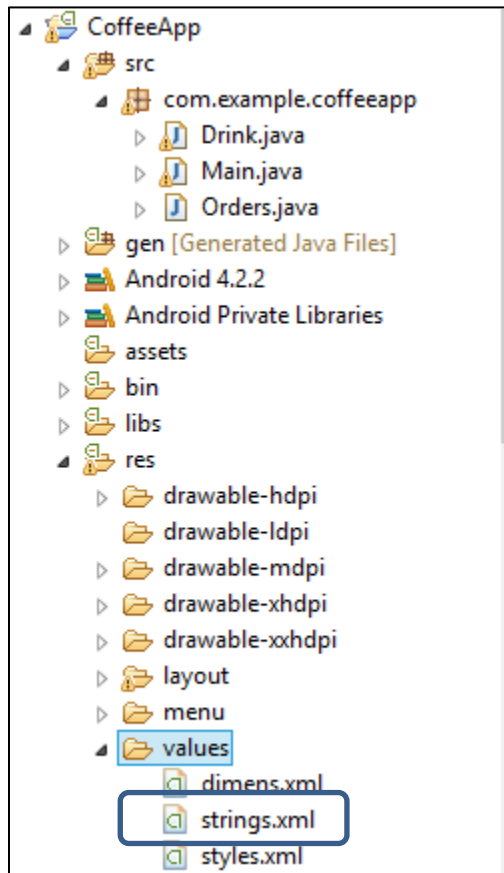 CoffeeApp
src
com.example.coffeeapp
Drink.java
Main.java
Orders.java
gen [Generated Java Files]
Android 4.2.2
Android Private Libraries
assets
bin
libs
res
drawable-hdpi
drawable-ldpi
drawable-mdpi
drawable-xhdpi
drawable-xxhdpi
layout
menu
values
dimens.xml
strings.xml
styles.xml